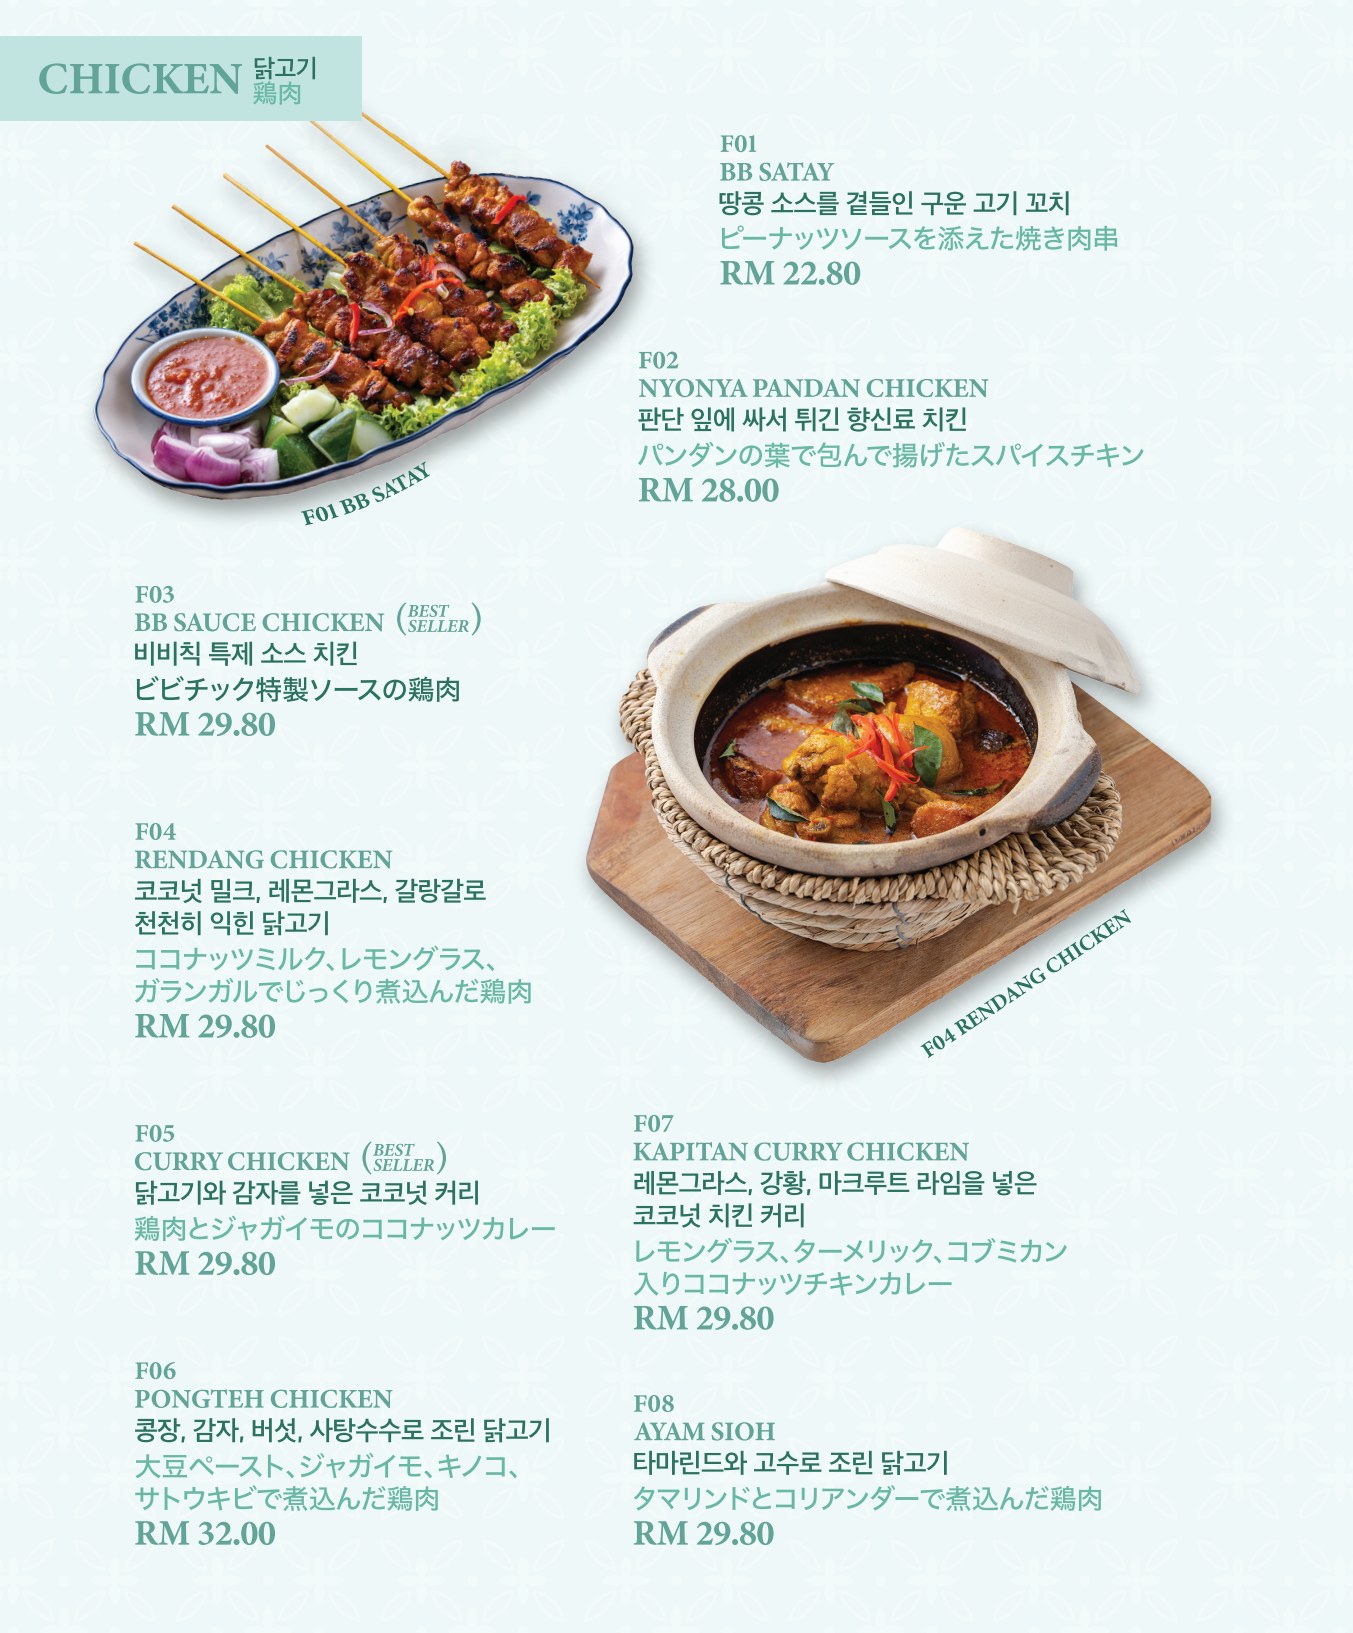 CHICKEN
닭고기
鶏肉
F01
BB SATAY
땅콩 소스를 곁들인 구운 고기 꼬치
ピーナッツソースを添えた焼き肉串
RM 22.80
F02
NYONYA PANDAN CHICKEN
판단 잎에 싸서 튀긴 향신료 치킨
パンダンの葉で包んで揚げたスパイスチキン
RM 28.00
F01 BB SATAY
F03
BB SAUCE CHICKEN (BEST SELLER)
비비칙 특제 소스 치킨
ビビチック特製ソースの鶏肉
RM 29.80
F04
RENDANG CHICKEN
코코넛 밀크, 레몬그라스, 갈랑갈로
천천히 익힌 닭고기
ココナッツミルク、レモングラス、
ガランガルでじっくり煮込んだ鶏肉
RM 29.80
F04 RENDANG CHICKEN
F05
CURRY CHICKEN (BEST SELLER)
닭고기와 감자를 넣은 코코넛 커리
鶏肉とジャガイモのココナッツカレー
RM 29.80
F06
PONGTEH CHICKEN
콩장, 감자, 버섯, 사탕수수로 조린 닭고기
大豆ペースト、ジャガイモ、キノコ、
サトウキビで煮込んだ鶏肉
RM 32.00
F07
KAPITAN CURRY CHICKEN
레몬그라스, 강황, 마크루트 라임을 넣은
코코넛 치킨 커리
レモングラス、ターメリック、コブミカン
入りココナッツチキンカレー
RM 29.80
F08
AYAM SIOH
타마린드와 고수로 조린 닭고기
タマリンドとコリアンダーで煮込んだ鶏肉
RM 29.80